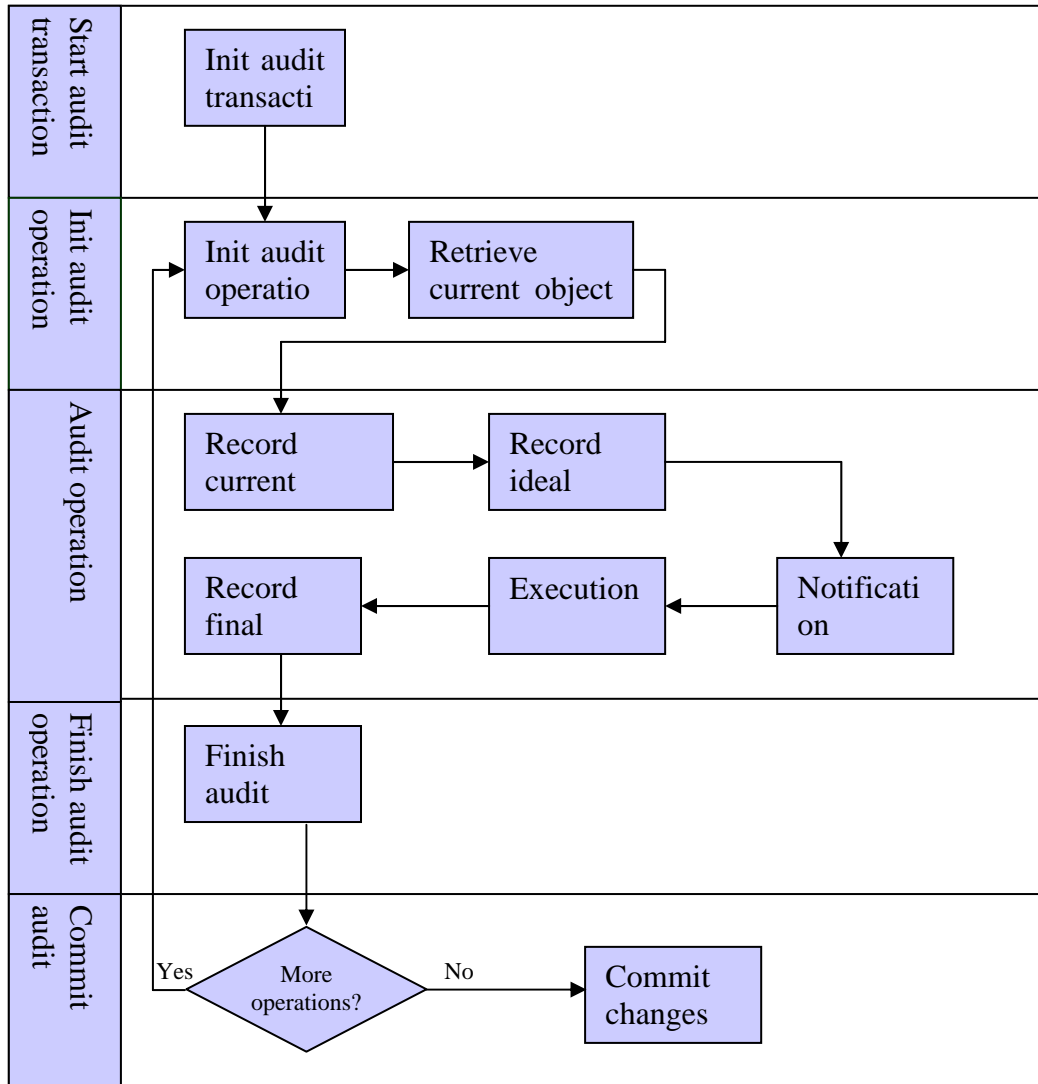 Start audit
transaction
Init audit
transacti
Init audit
operation
Init audit
operatio
Retrieve
current object
Audit operation
Record
current
Record
ideal
Record
final
Execution
Notificati
on
Finish audit
operation
Finish
audit
Commit
audit
Yes
More
operations?
No
Commit
changes